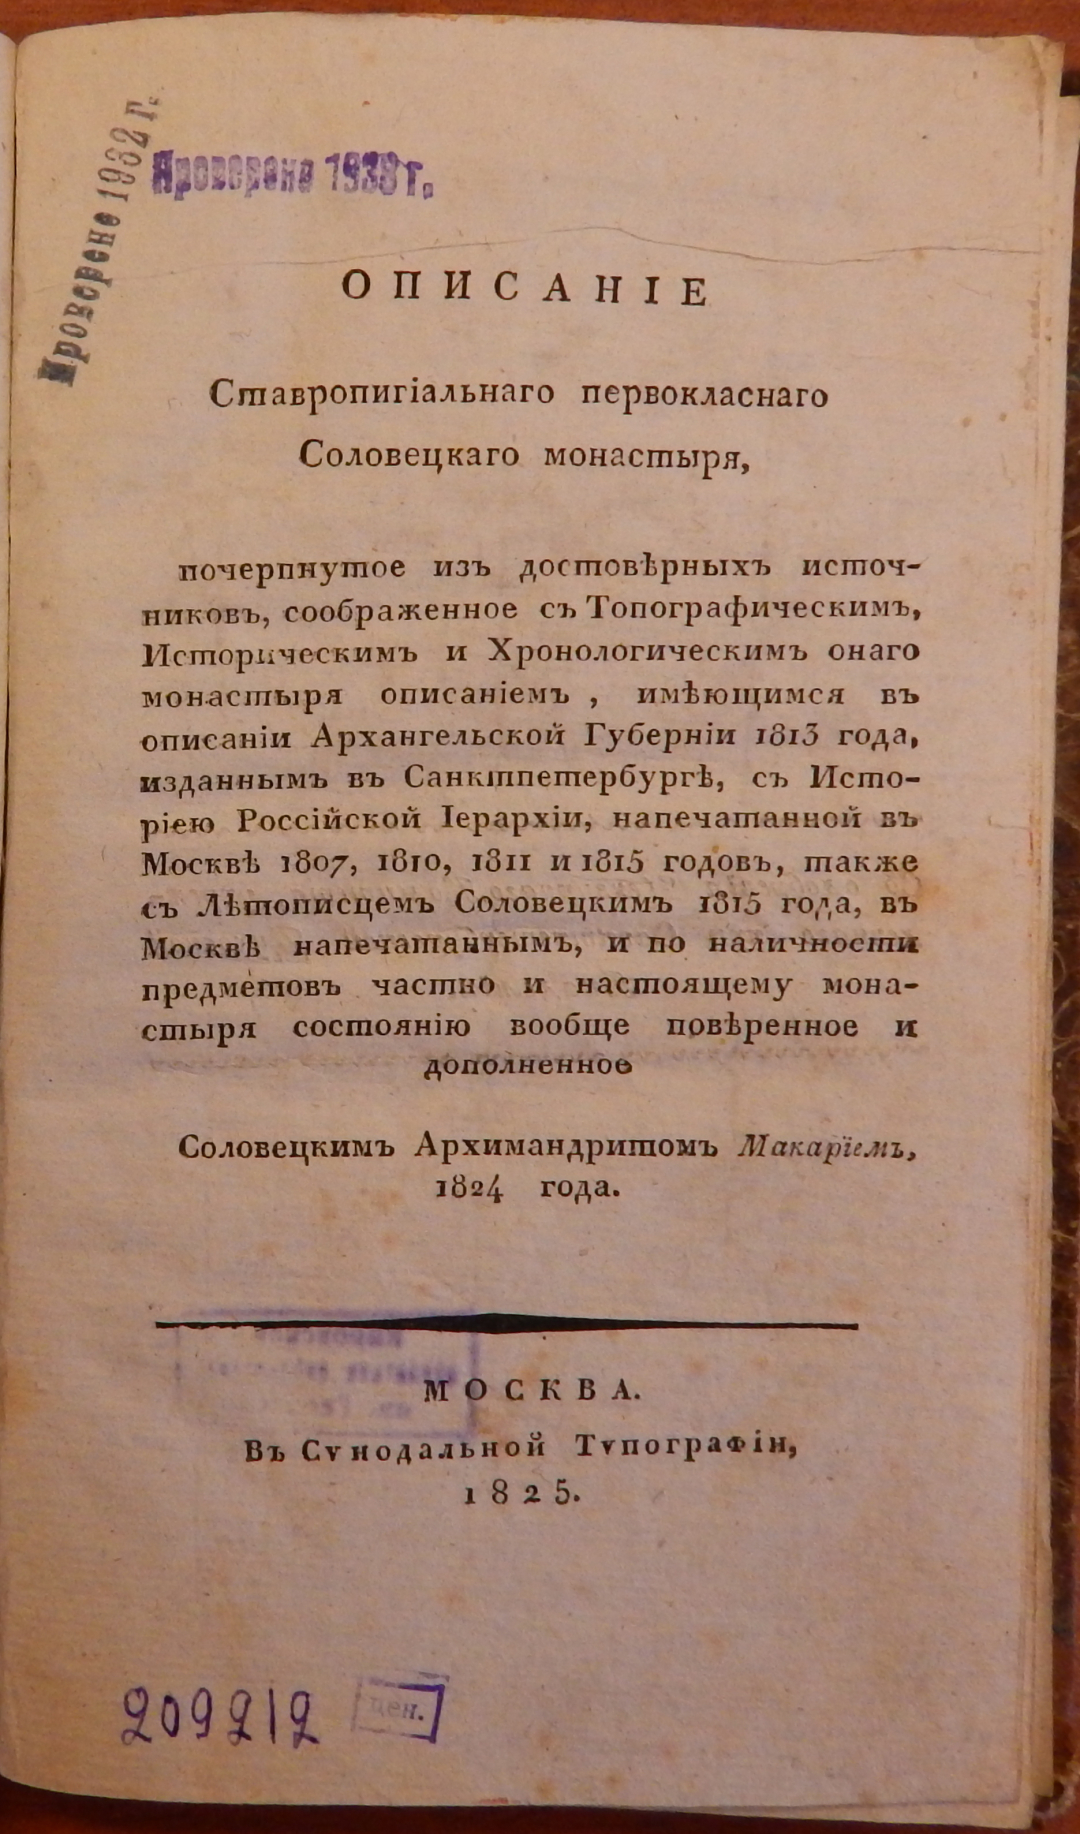 Проверено 1932 г.
Проверено 1938 г.
ОПИСАНІЕ
Ставропигіальнаго первокласнаго
Соловецкаго монастыря,
почерпнутое изъ достовѣрныхъ источ-
никовъ, соображенное съ Топографическимъ,
Историческимъ и Хронологическимъ онаго
монастыря описаніемъ , имѣющимся въ
описаніи Архангельской Губерніи 1813 года,
изданнымъ въ Санктпетербургѣ, съ Исто-
ріею Россійской Іерархіи, напечатанной въ
Москвѣ 1807, 1810, 1811 и 1815 годовъ, также
съ Лѣтописцемъ Соловецкимъ 1815 года, въ
Москвѣ напечатаннымъ, и по наличности
предметовъ частно и настоящему мона-
стыря состоянію вообще повѣренное и
дополненное
Соловецкимъ Архимандритомъ Макаріемъ,
1824 года.
МОСКВА.
Въ Сѵнодальной Тѵпографіи,
1825.
209212
цен.